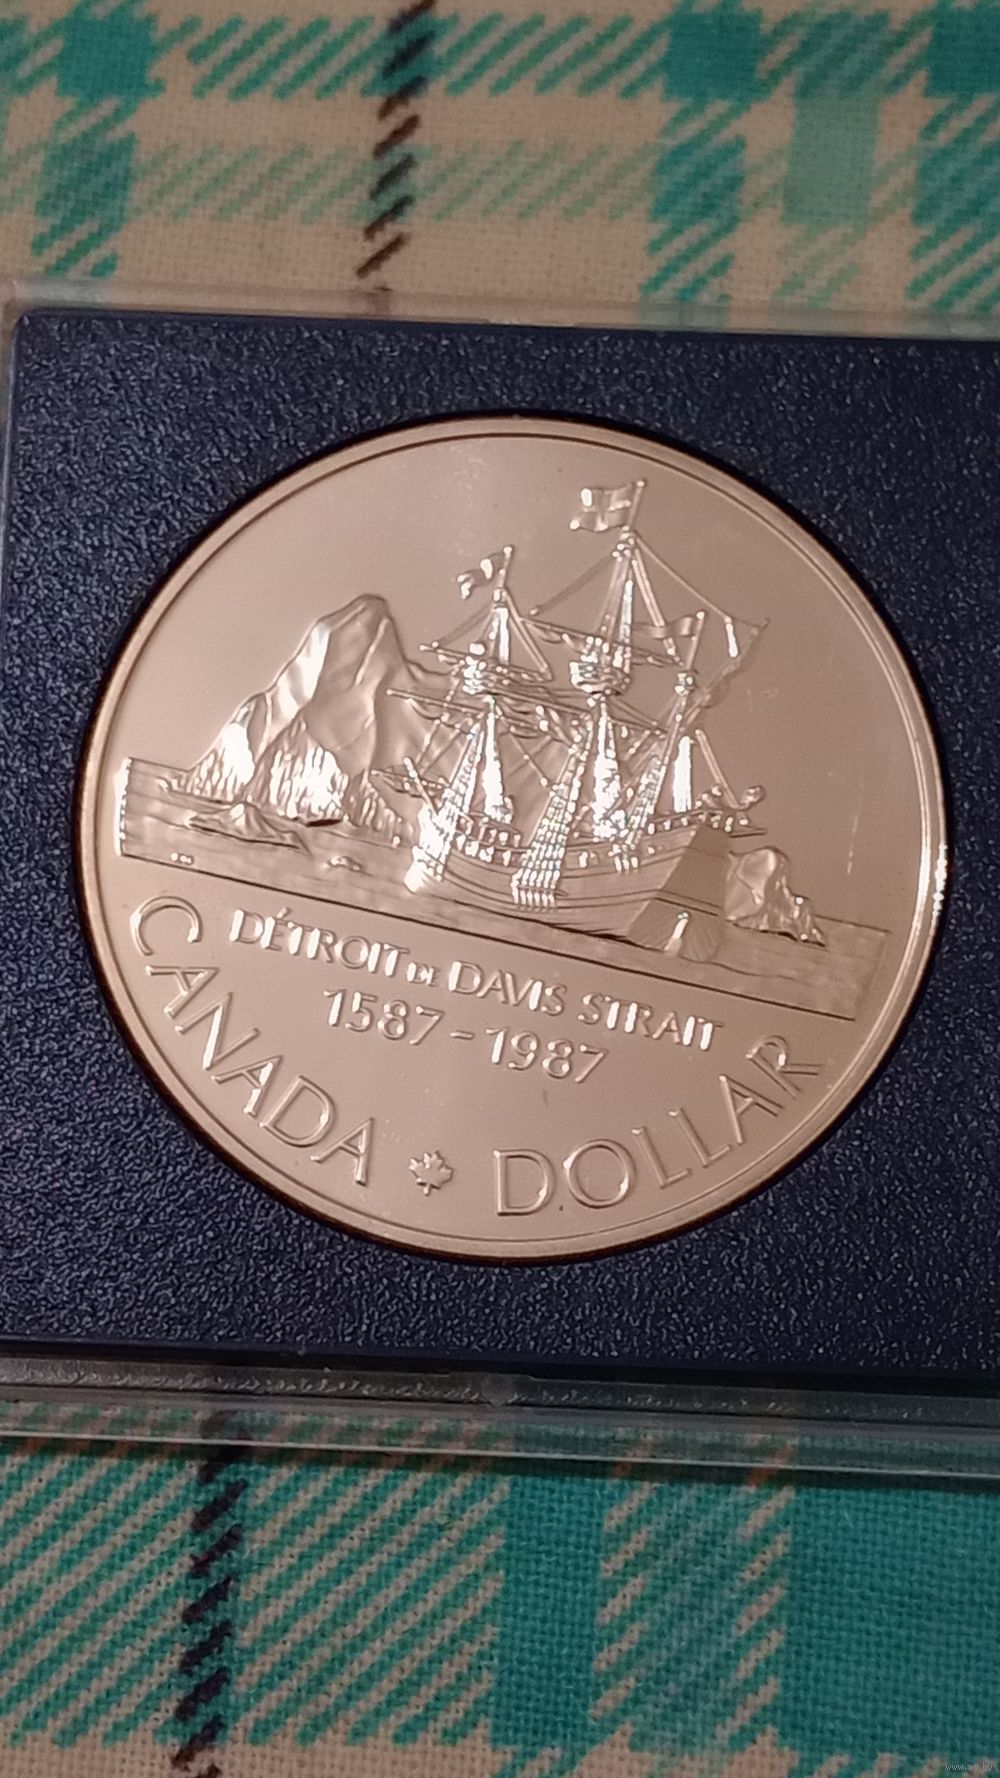 DÉTROIT DE DAVIS STRAIT
1587-1987
CANADA DOLLAR